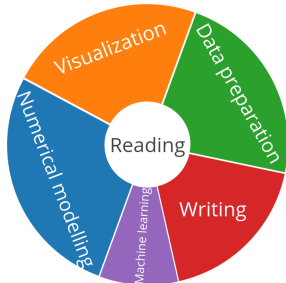 Visualization
Data preparation
Numerical modelling
Reading
Writing
Machine learning